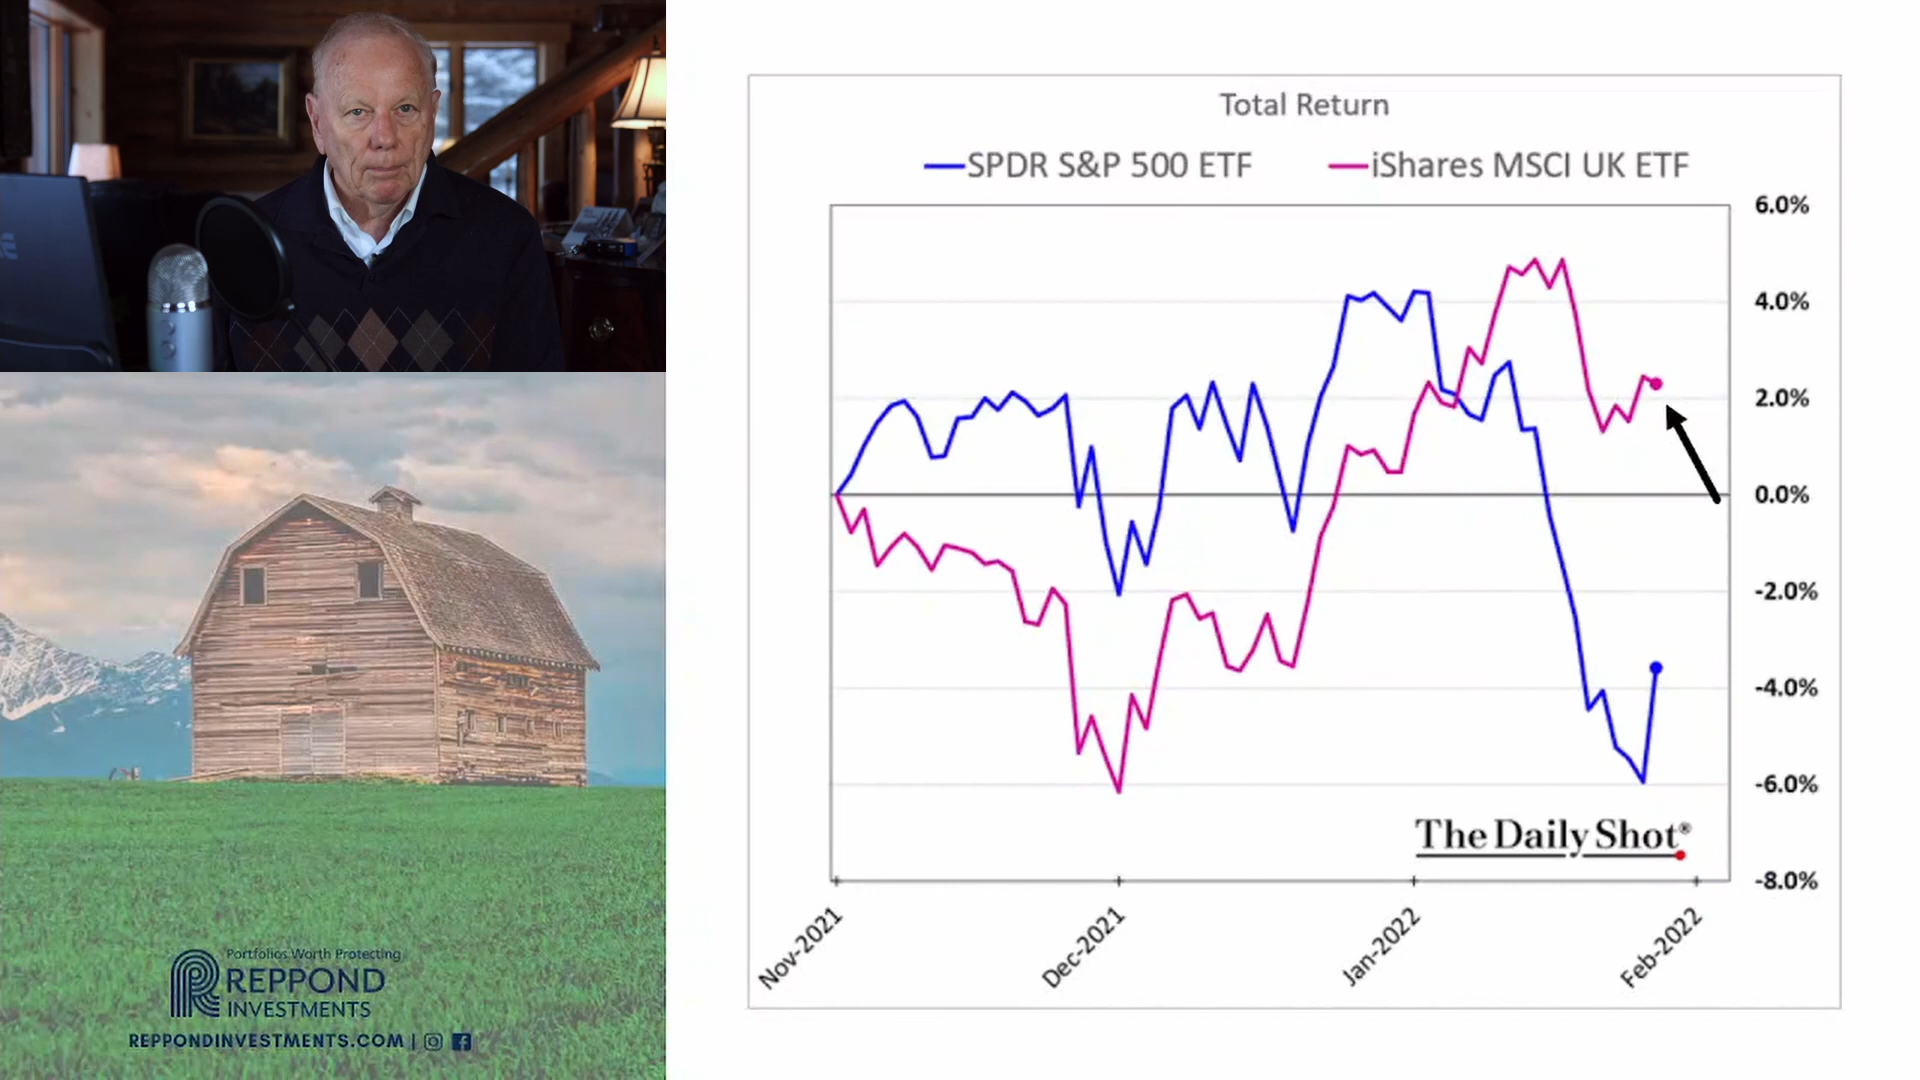 Total Return
SPDR S&P 500 ETF
iShares MSCI UK ETF
6.0%
4.0%
2.0%
0.0%
-2.0%
-4.0%
-6.0%
-8.0%
The Daily Shot®
Nov-2021
Dec-2021
Jan-2022
Feb-2022
Portfolios Worth Protecting
REPPOND
INVESTMENTS
REPPONDINVESTMENTS.COM |